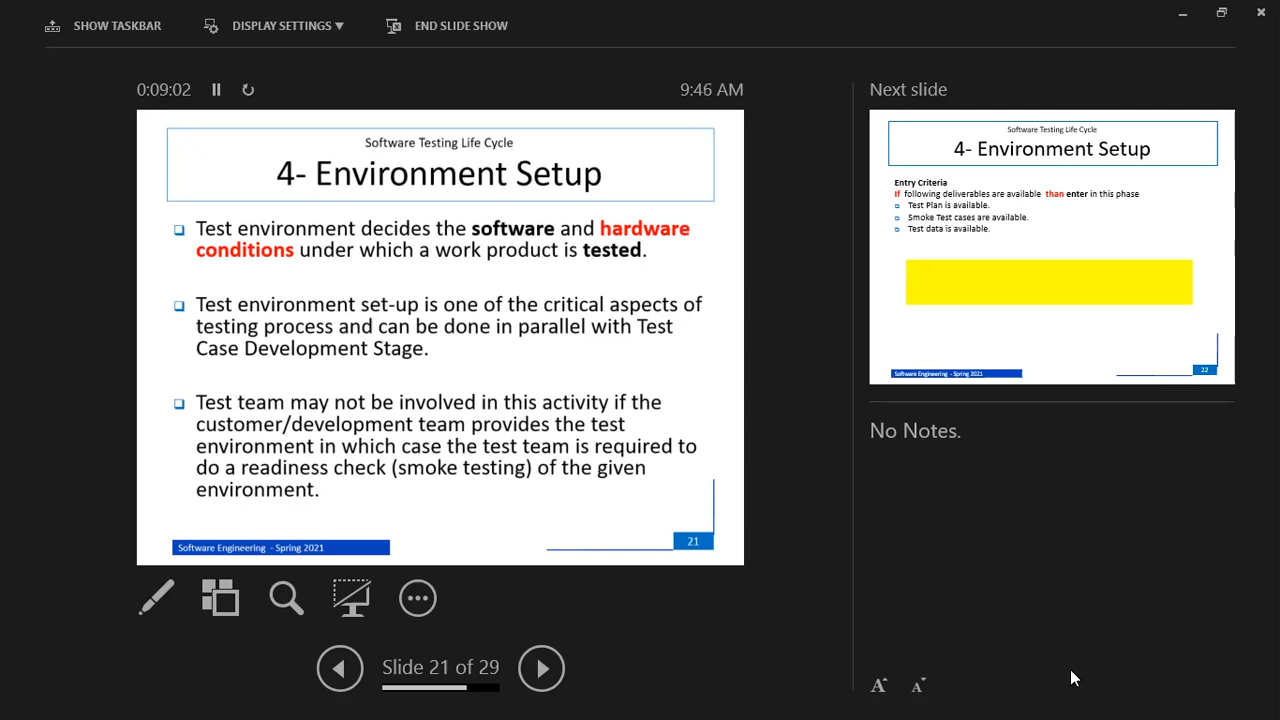 SHOW TASKBAR
DISPLAY SETTINGS ▼
END SLIDE SHOW
0:09:02
9:46 AM
Software Testing Life Cycle
4- Environment Setup
Test environment decides the software and hardware
conditions under which a work product is tested.
Test environment set-up is one of the critical aspects of
testing process and can be done in parallel with Test
Case Development Stage.
Test team may not be involved in this activity if the
customer/development team provides the test
environment in which case the test team is required to
do a readiness check (smoke testing) of the given
environment.
Software Engineering - Spring 2021
21
Slide 21 of 29
Next slide
Software Testing Life Cycle
4- Environment Setup
Entry Criteria
If following deliverables are available than enter in this phase
Test Plan is available.
Smoke Test cases are available.
Test data is available.
Software Engineering - Spring 2021
22
No Notes.
A A